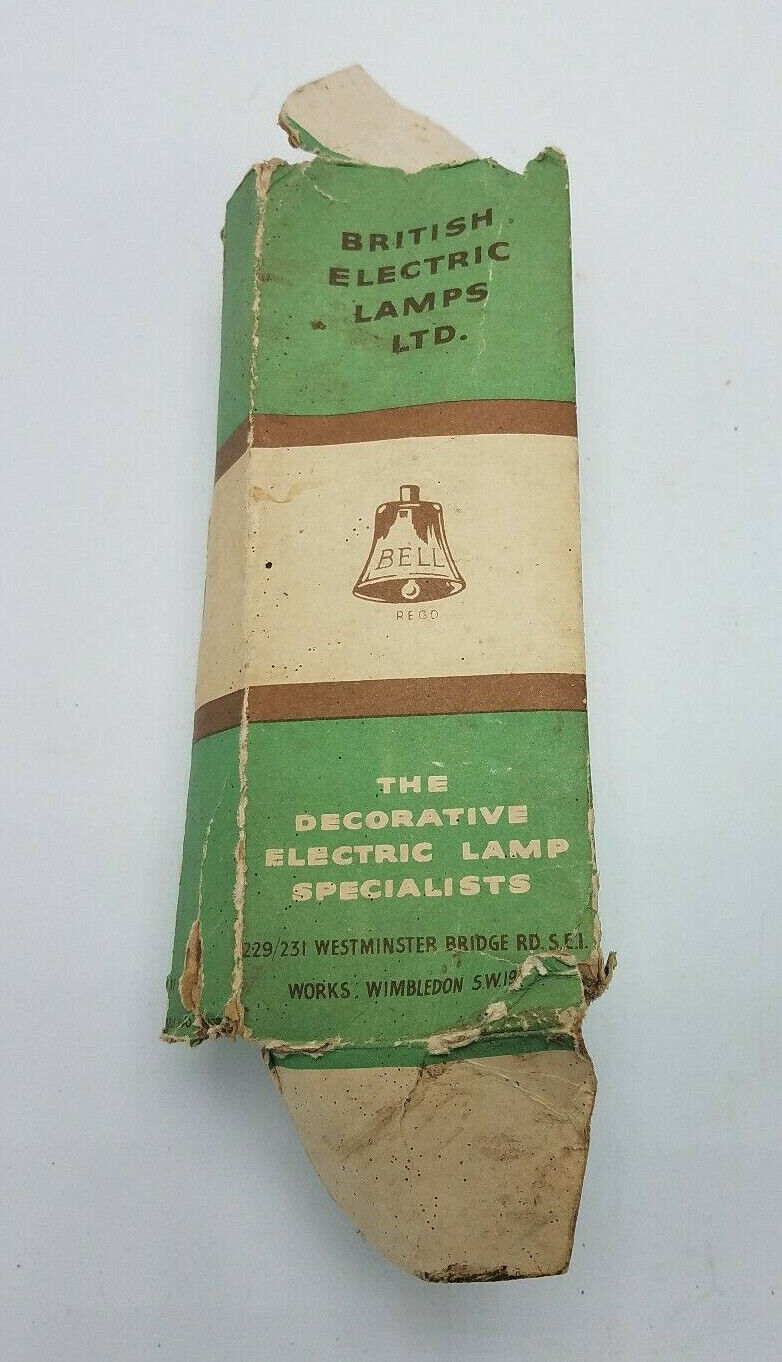 BRITISH
ELECTRIC
LAMPS
LTD.
BELL
REGD
THE
DECORATIVE
ELECTRIC LAMP
SPECIALISTS
229/231 WESTMINSTER BRIDGE RD. S.E.1.
WORKS, WIMBLEDON S.W.19